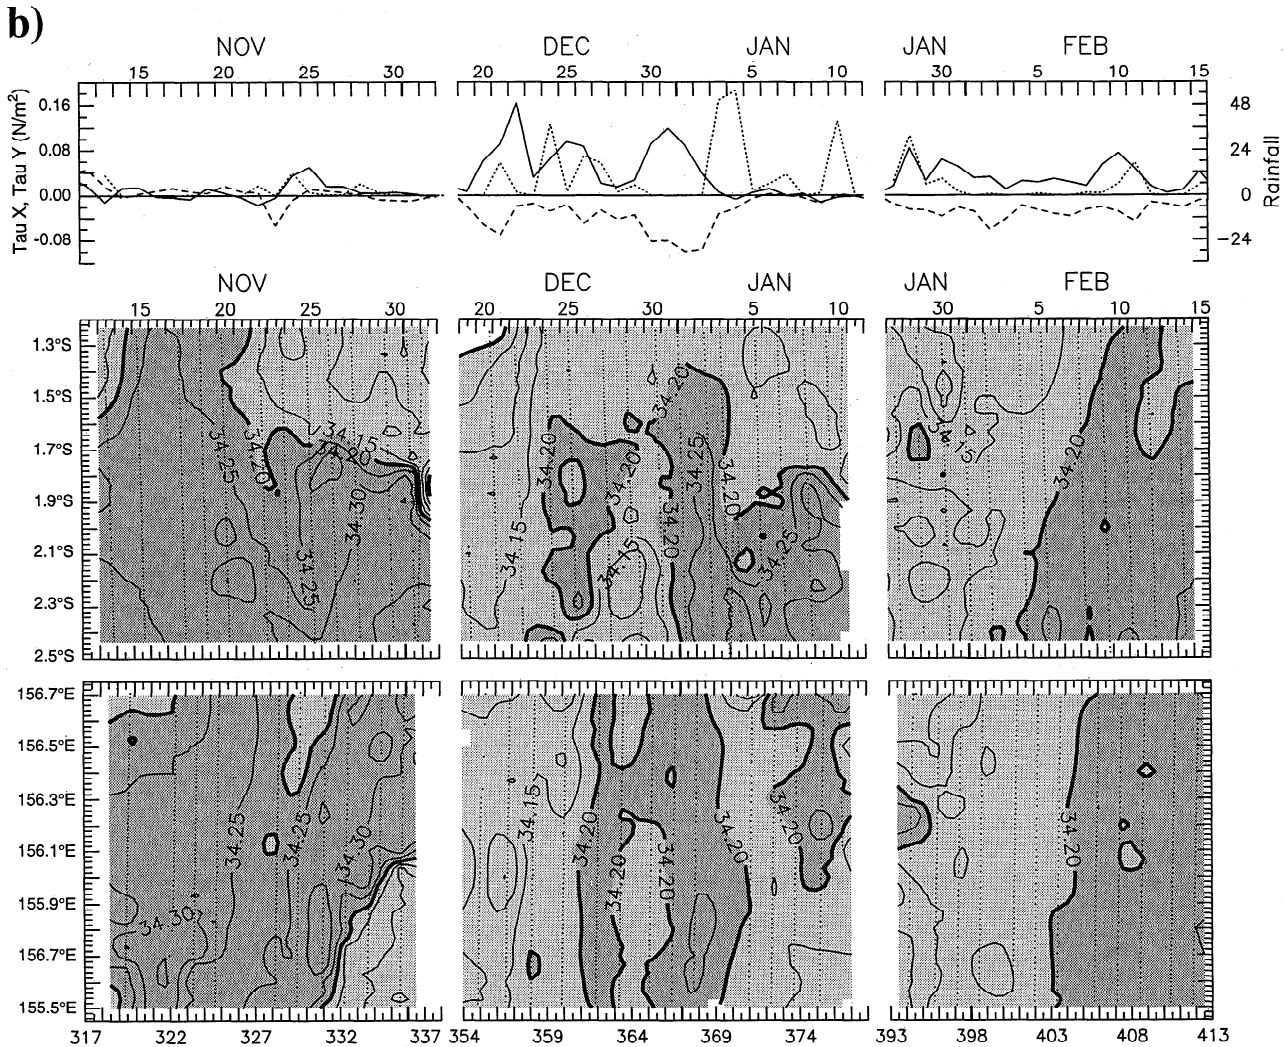 b)
NOV DEC JAN JAN FEB
15 20 25 30 20 25 30 5 10 30 5 10 15
Tau X, Tau Y (N/m²)
0.16
0.08
0.00
-0.08
48
24
0
-24
Rainfall
NOV DEC JAN JAN FEB
15 20 25 30 20 25 30 5 10 30 5 10 15
1.3°S
1.5°S
1.7°S
1.9°S
2.1°S
2.3°S
2.5°S
34.25
34.20
34.15
34.20
34.30
34.25
34.15
34.20
34.20
34.15
34.20
34.20
34.25
34.20
34.25
34.20
156.7°E
156.5°E
156.3°E
156.1°E
155.9°E
156.7°E
155.5°E
34.25
34.25
34.30
34.30
34.15
34.20
34.20
34.20
34.20
34.20
34.20
317 322 327 332 337 354 359 364 369 374 393 398 403 408 413